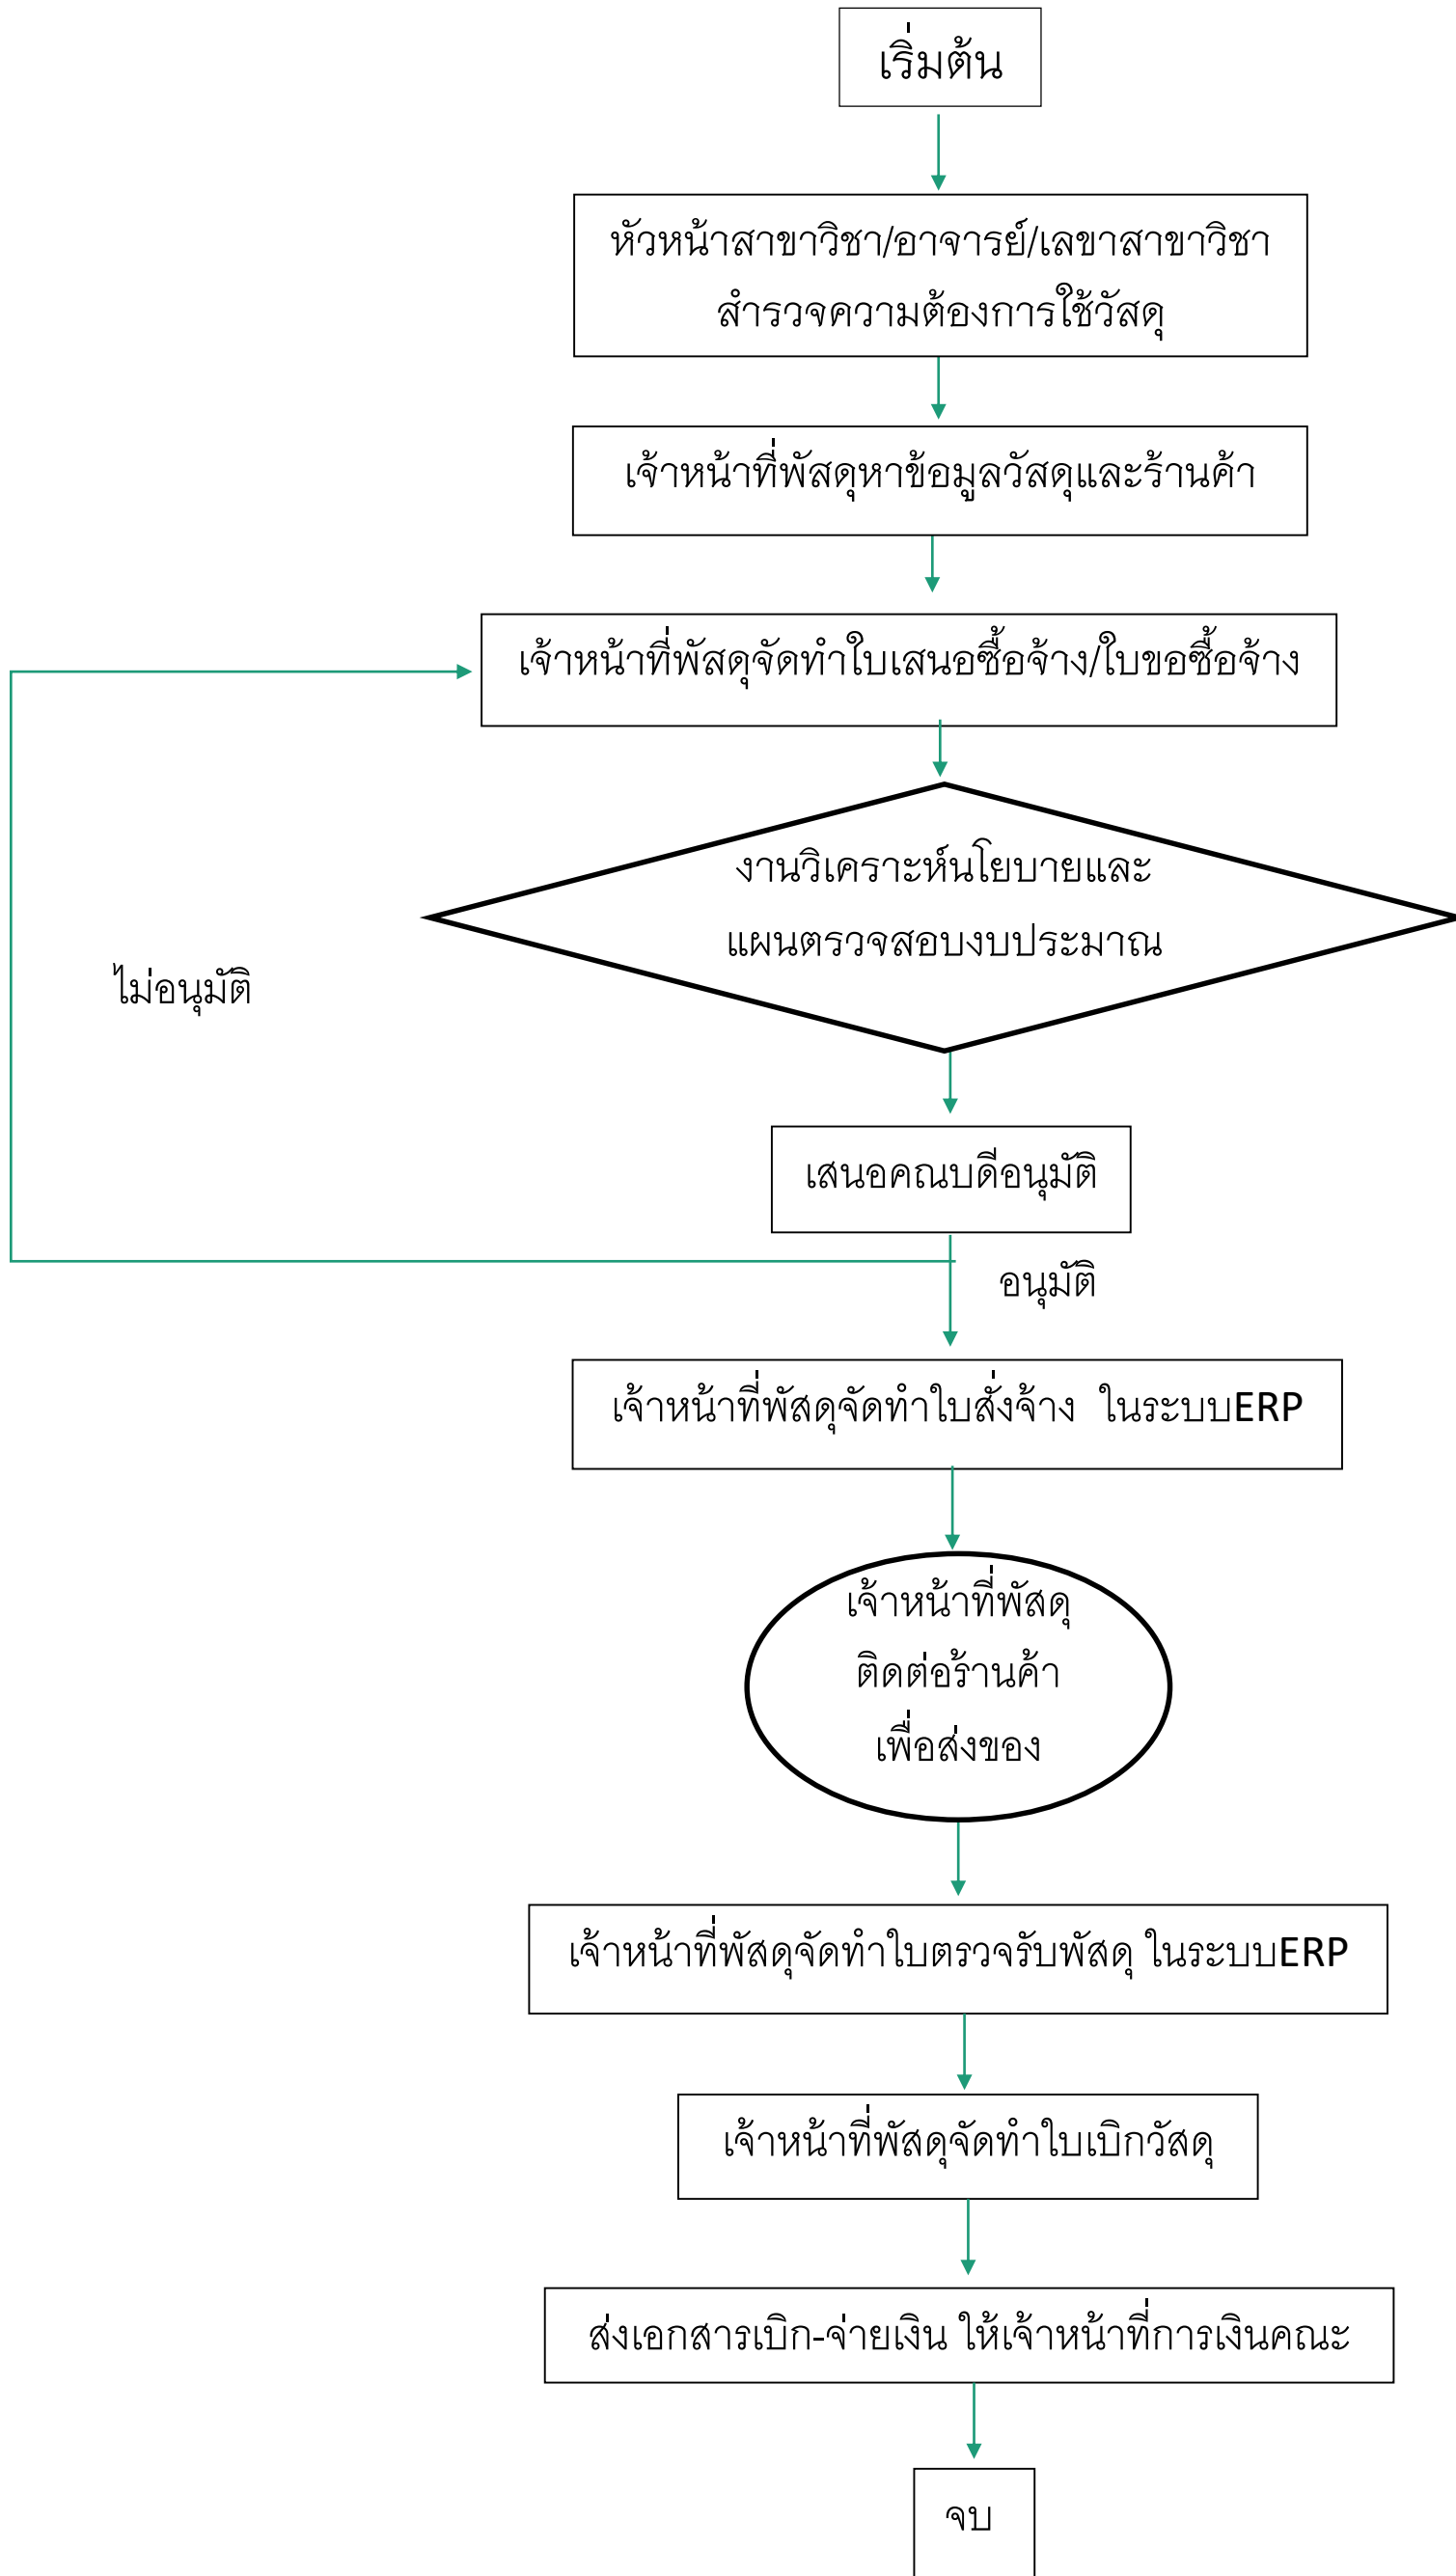 เริ่มต้น
หัวหน้าสาขาวิชา/อาจารย์/เลขาสาขาวิชา
สำรวจความต้องการใช้วัสดุ
เจ้าหน้าที่พัสดุหาข้อมูลวัสดุและร้านค้า
เจ้าหน้าที่พัสดุจัดทำใบเสนอซื้อจ้าง/ใบขอซื้อจ้าง
งานวิเคราะห์นโยบายและ
แผนตรวจสอบงบประมาณ
ไม่อนุมัติ
เสนอคณบดีอนุมัติ
อนุมัติ
เจ้าหน้าที่พัสดุจัดทำใบสั่งจ้าง ในระบบERP
เจ้าหน้าที่พัสดุ
ติดต่อร้านค้า
เพื่อส่งของ
เจ้าหน้าที่พัสดุจัดทำใบตรวจรับพัสดุ ในระบบERP
เจ้าหน้าที่พัสดุจัดทำใบเบิกวัสดุ
ส่งเอกสารเบิก-จ่ายเงิน ให้เจ้าหน้าที่การเงินคณะ
จบ